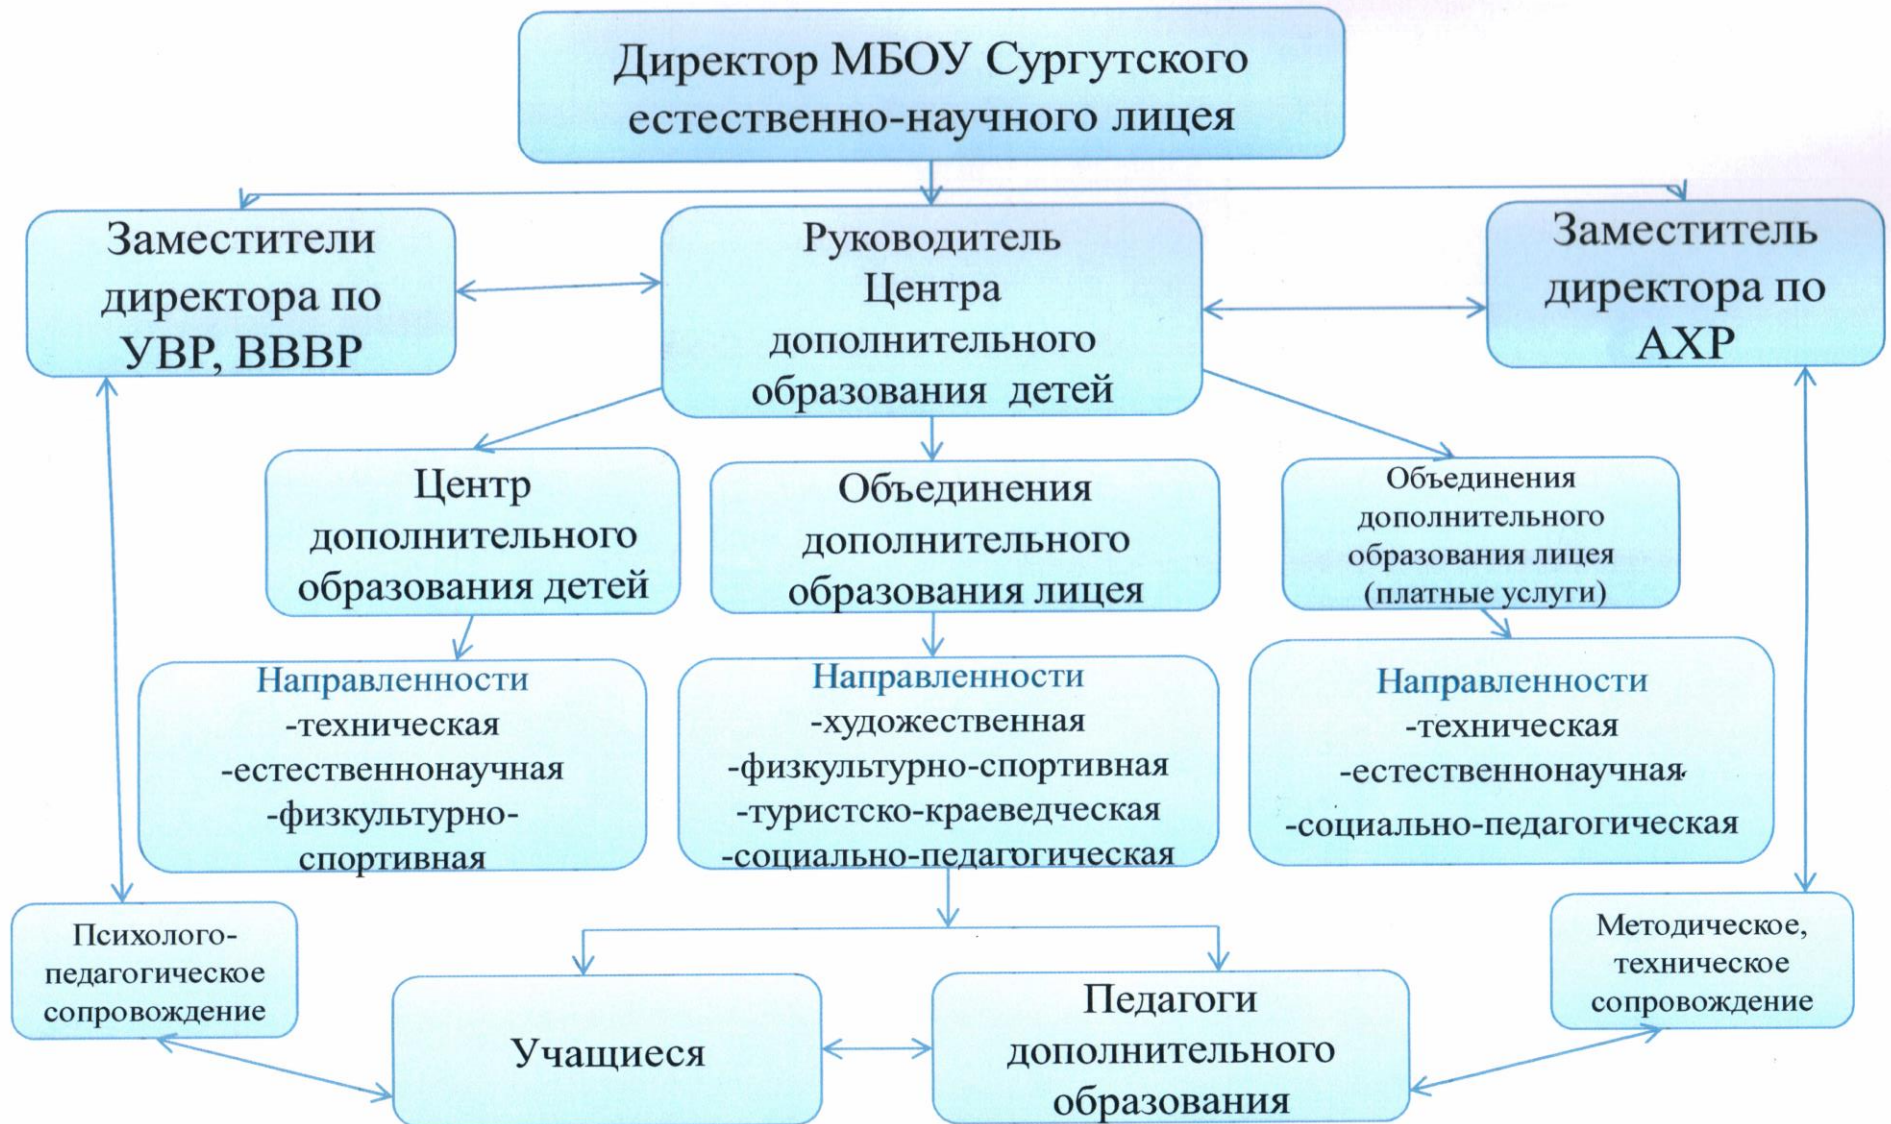 Директор МБОУ Сургутского
естественно-научного лицея
Заместители
директора по
УВР, ВВВР
Руководитель
Центра
дополнительного
образования детей
Заместитель
директора по
АХР
Центр
дополнительного
образования детей
Объединения
дополнительного
образования лицея
Объединения
дополнительного
образования лицея
(платные услуги)
Направленности
-техническая
-естественнонаучная
-физкультурно-
спортивная
Направленности
-художественная
-физкультурно-спортивная
-туристско-краеведческая
-социально-педагогическая
Направленности
-техническая
-естественнонаучная
-социально-педагогическая
Психолого-
педагогическое
сопровождение
Учащиеся
Педагоги
дополнительного
образования
Методическое,
техническое
сопровождение